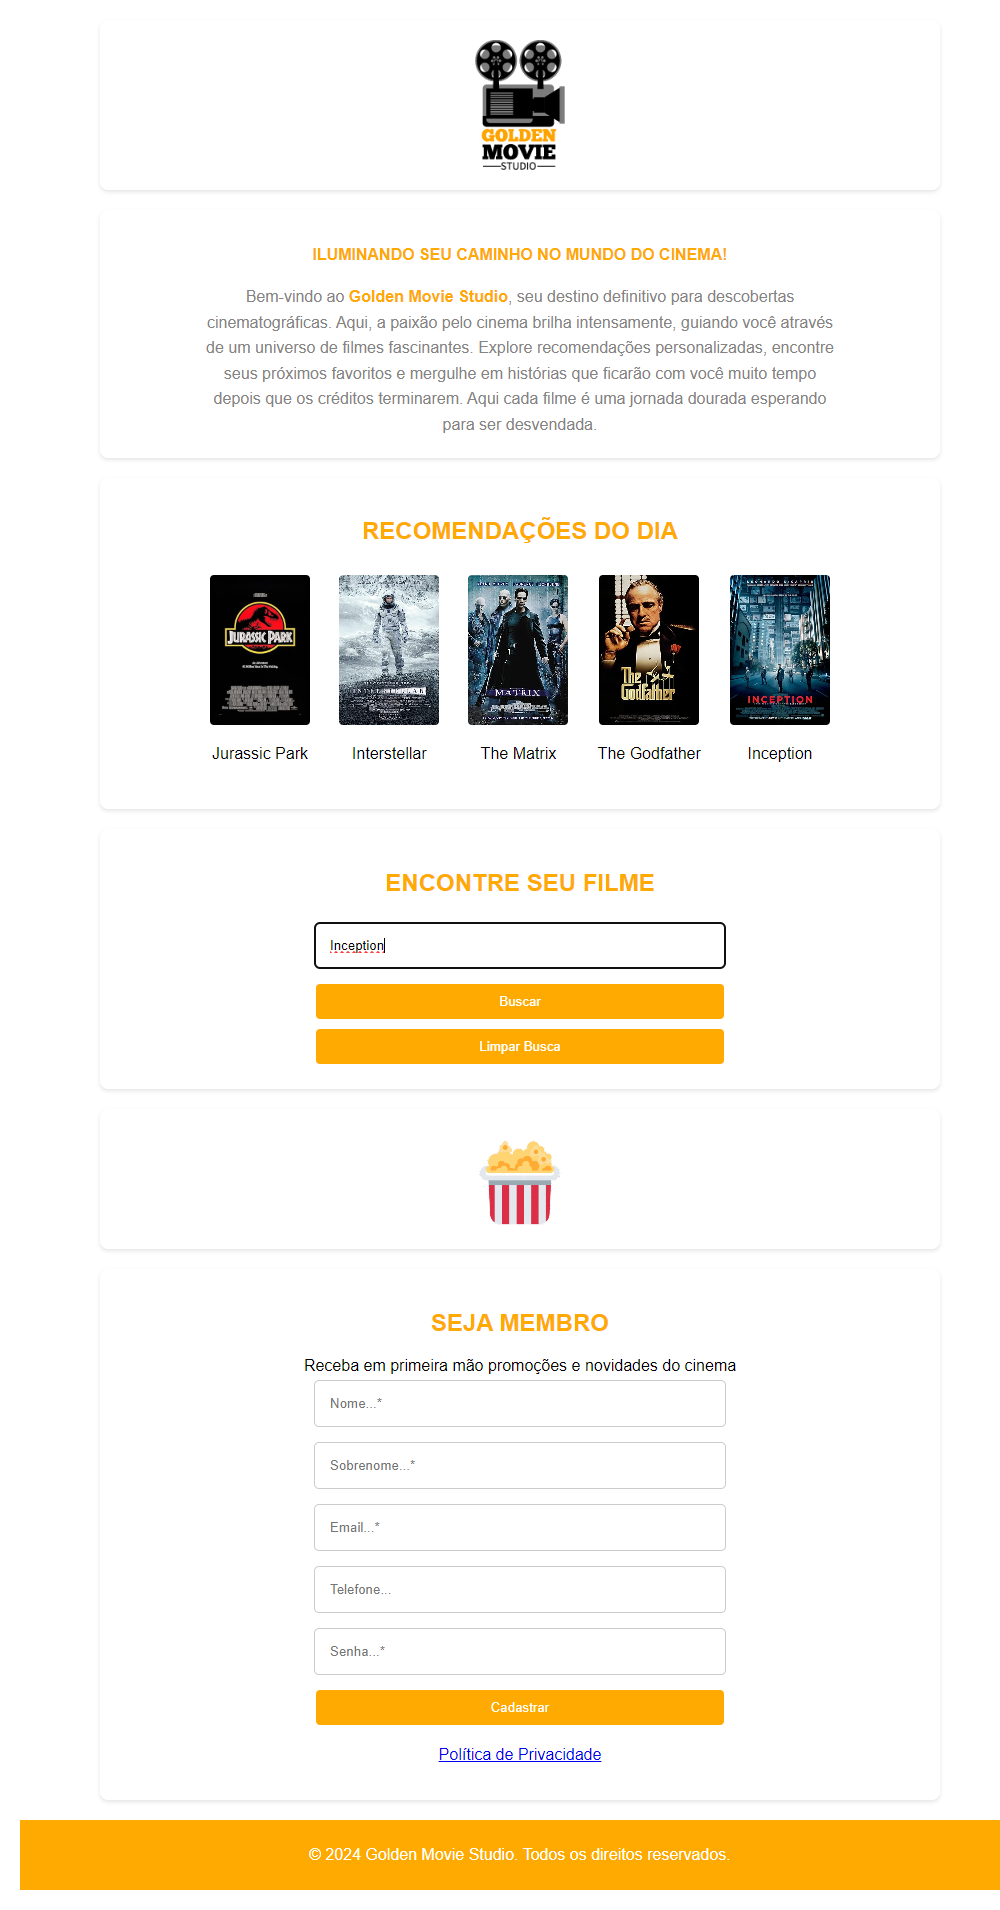 GOLDEN
MOVIE
STUDIO
ILUMINANDO SEU CAMINHO NO MUNDO DO CINEMA!
Bem-vindo ao Golden Movie Studio, seu destino definitivo para descobertas
cinematográficas. Aqui, a paixão pelo cinema brilha intensamente, guiando você através
de um universo de filmes fascinantes. Explore recomendações personalizadas, encontre
seus próximos favoritos e mergulhe em histórias que ficarão com você muito tempo
depois que os créditos terminarem. Aqui cada filme é uma jornada dourada esperando
para ser desvendada.
RECOMENDAÇÕES DO DIA
JURASSIC PARK
MATRIX
The
Godfather
INCEPTION
Jurassic Park
Interstellar
The Matrix
The Godfather
Inception
ENCONTRE SEU FILME
Inception
Buscar
Limpar Busca
SEJA MEMBRO
Receba em primeira mão promoções e novidades do cinema
Nome...*
Sobrenome...*
Email...*
Telefone...
Senha...*
Cadastrar
Política de Privacidade
© 2024 Golden Movie Studio. Todos os direitos reservados.